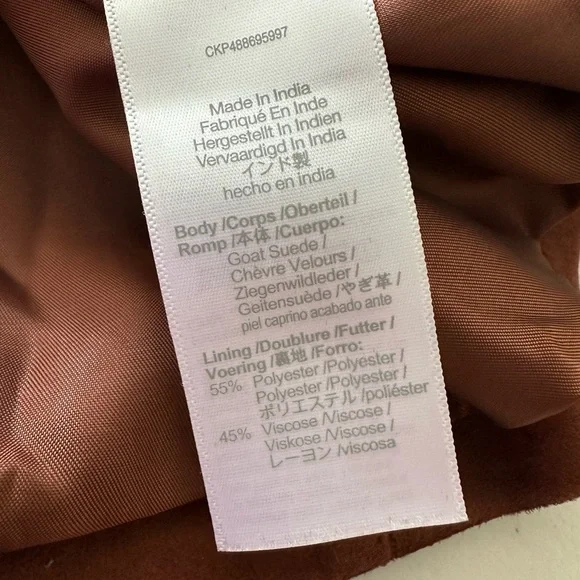 CKP488695997
Made In India
Fabriqué En Inde
Hergestellt In Indien
Vervaardigd In India
インド製
hecho en india
Body /Corps /Oberteil /
Romp /本体 /Cuerpo:
Goat Suede /
Chèvre Velours /
Ziegenwildleder /
Geitensuède /やぎ革 /
piel caprino acabado ante
Lining /Doublure /Futter /
Voering /裏地 /Forro:
55% Polyester /Polyester /
Polyester /Polyester /
ポリエステル /poliéster
45% Viscose /Viscose /
Viskose /Viscose /
レーヨン /viscosa